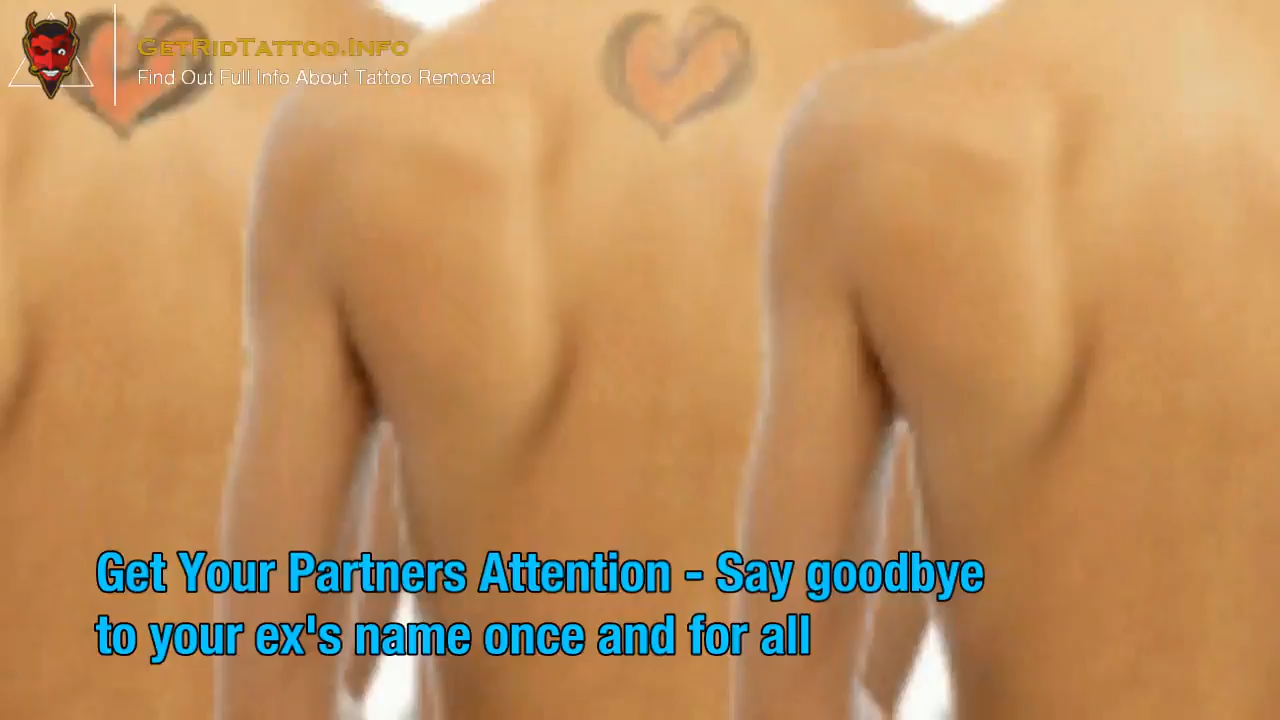 GetRidTattoo.Info
Find Out Full Info About Tattoo Removal
Get Your Partners Attention - Say goodbye
to your ex's name once and for all